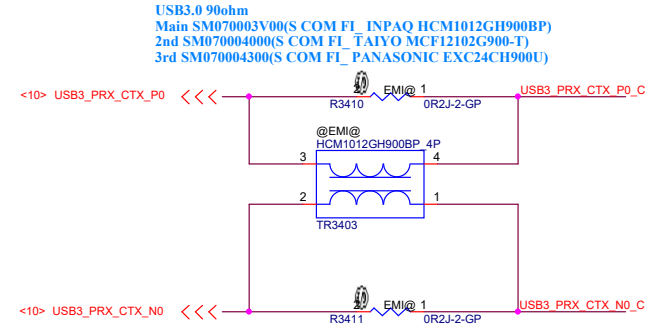 USB3.0 90ohm
Main SM070003V00(S COM FI_ INPAQ HCM1012GH900BP)
2nd SM070004000(S COM FI_ TAIYO MCF12102G900-T)
3rd SM070004300(S COM FI_ PANASONIC EXC24CH900U)
<10> USB3_PRX_CTX_P0
EMI@ 1
USB3_PRX_CTX_P0_C
R3410
0R2J-2-GP
@EMI@
HCM1012GH900BP_4P
3
4
2
1
TR3403
<10> USB3_PRX_CTX_N0
EMI@ 1
USB3_PRX_CTX_N0_C
R3411
0R2J-2-GP